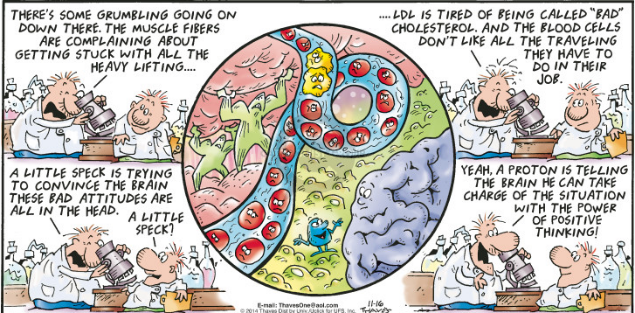 THERE'S SOME GRUMBLING GOING ON
DOWN THERE. THE MUSCLE FIBERS
ARE COMPLAINING ABOUT
GETTING STUCK WITH ALL THE
HEAVY LIFTING....
.... LDL IS TIRED OF BEING CALLED "BAD"
CHOLESTEROL. AND THE BLOOD CELLS
DON'T LIKE ALL THE TRAVELING
THEY HAVE TO
DO IN THEIR
JOB.
A LITTLE SPECK IS TRYING
TO CONVINCE THE BRAIN
THESE BAD ATTITUDES ARE
ALL IN THE HEAD.
A LITTLE
SPECK?
YEAH, A PROTON IS TELLING
THE BRAIN HE CAN TAKE
CHARGE OF THE SITUATION
WITH THE POWER
OF POSITIVE
THINKING!
E-mail: ThavesOne@aol.com
© 2014 Thaves Dist by Univ. Uclick for UFS, Inc.
11-16
THAVES